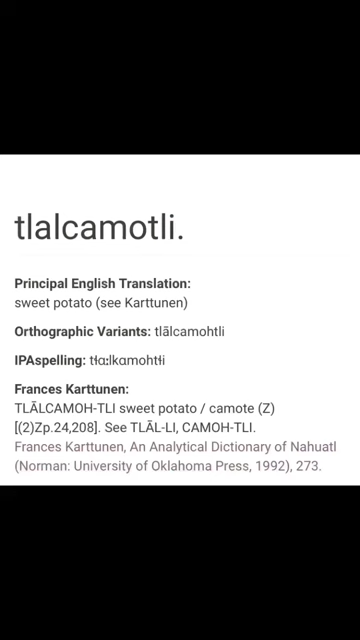 tlalcamotli.
Principal English Translation:
sweet potato (see Karttunen)
Orthographic Variants: tlālcamohtli
IPAspelling: tɬɑːlkɑmohtɬi
Frances Karttunen:
TLĀLCAMOH-TLI sweet potato / camote (Z)
[(2)Zp.24,208]. See TLĀL-LI, CAMOH-TLI.
Frances Karttunen, An Analytical Dictionary of Nahuatl
(Norman: University of Oklahoma Press, 1992), 273.